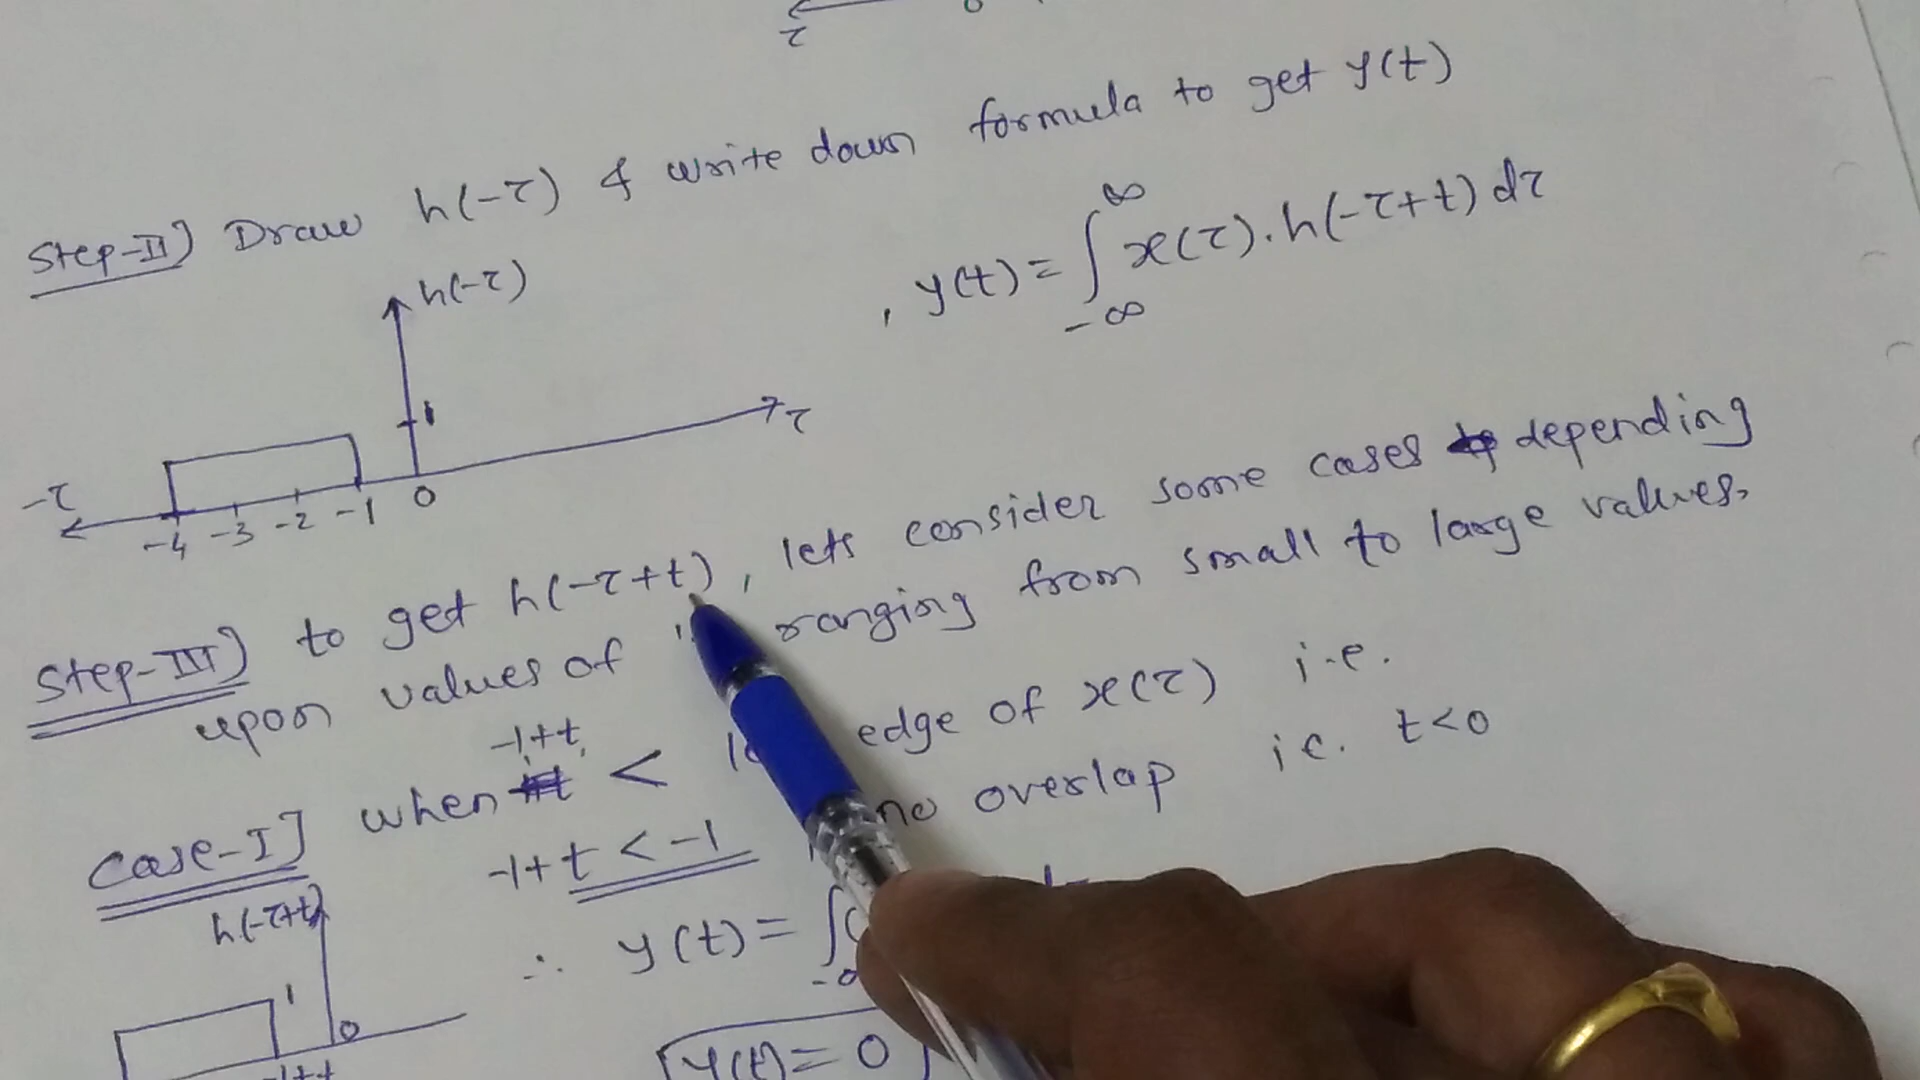 τ 0
Step-II) Draw h(-τ) & write down formula to get y(t)
h(-τ)
, y(t) = ∫ x(τ).h(-τ+t) dτ
∞
-∞
1
τ
-τ
-4 -3 -2 -1 0
Step-III) to get h(-τ+t), lets consider some cases depending
upon values of ranging from small to large values.
Case-I] when -1+t < edge of x(τ) i.e.
-1+t < -1 no overlap i.e. t<0
h(-τ+t)
∴ y(t) = ∫
1
0
-1+t
y(t) = 0